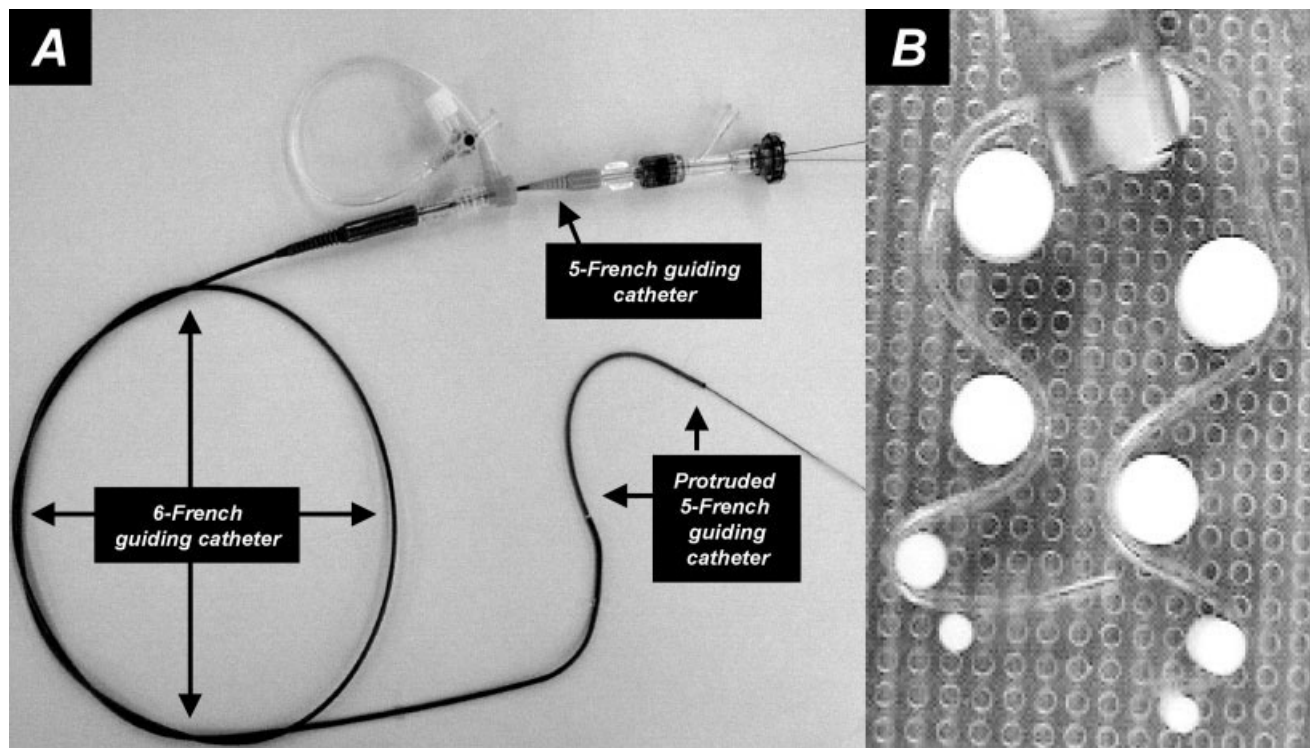 A
B
5-French guiding
catheter
6-French
guiding catheter
Protruded
5-French
guiding
catheter